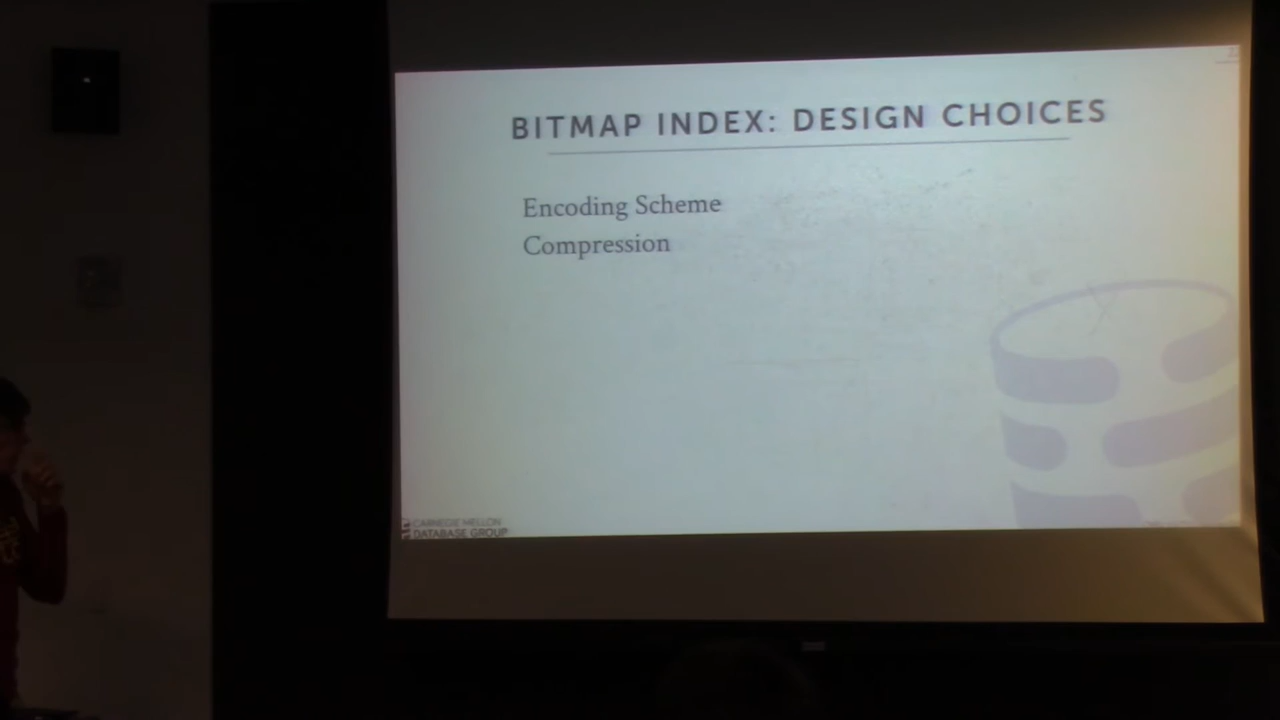 BITMAP INDEX: DESIGN CHOICES
Encoding Scheme
Compression
CARNEGIE MELLON
DATABASE GROUP